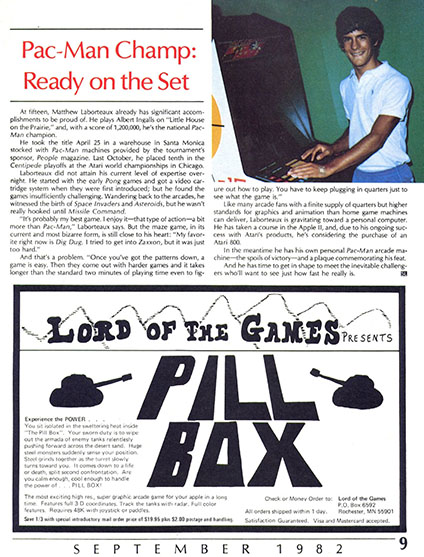 Pac-Man Champ:
Ready on the Set
At fifteen, Matthew Laborteaux already has significant accom-
plishments to be proud of. He plays Albert Ingalls on "Little House
on the Prairie," and, with a score of 1,200,000, he's the national Pac-
Man champion.
He took the title April 25 in a warehouse in Santa Monica
stocked with Pac-Man machines provided by the tournament's
sponsor, People magazine. Last October, he placed tenth in the
Centipede playoffs at the Atari world championships in Chicago.
Laborteaux did not attain his current level of expertise over-
night. He started with the early Pong games and got a video car-
tridge system when they were first introduced; but he found the
games insufficiently challenging. Wandering back to the arcades, he
witnessed the birth of Space Invaders and Asteroids, but he wasn't
really hooked until Missile Command.
"It's probably my best game. I enjoy it—that type of action—a bit
more than Pac-Man," Laborteaux says. But the maze game, in its
current and most bizarre form, is still close to his heart: "My favor-
ite right now is Dig Dug. I tried to get into Zaxxon, but it was just
too hard."
And that's a problem. "Once you've got the patterns down, a
game is easy. Then they come out with harder games and it takes
longer than the standard two minutes of playing time even to fig-
ure out how to play. You have to keep plugging in quarters just to
see what the game is."
Like many arcade fans with a finite supply of quarters but higher
standards for graphics and animation than home game machines
can deliver, Laborteaux is gravitating toward a personal computer.
He has taken a course in the Apple II, and, due to his ongoing suc-
cess with Atari's products, he's considering the purchase of an
Atari 800.
In the meantime he has his own personal Pac-Man arcade ma-
chine—the spoils of victory—and a plaque commemorating his feat.
And he has time to get in shape to meet the inevitable challeng-
ers who'll want to see just how fast he really is.
LORD OF THE GAMES PRESENTS
PILL
BOX
Experience the POWER . . .
You sit isolated in the sweltering heat inside
"The Pill Box". Your sworn duty is to wipe
out the armada of enemy tanks relentlessly
pushing forward across the desert sand. Huge
steel monsters suddenly sense your position.
Steel grinds together as the turret slowly
turns toward you. It comes down to a life
or death, split second confrontation. Are
you calm enough, cool enough to handle
the power of . . . PILL BOX!
The most exciting high res, super graphic arcade game for your apple in a long
time. Features full 3 D coordinates. Track the tanks with radar. Full color
features. Requires 48K with joystick or paddles.
Save 1/3 with special introductory mail order price of $19.95 plus $2.80 postage and handling.
Check or Money Order to: Lord of the Games
P.O. Box 6592
All orders shipped within 1 day. Rochester, MN 55901
Satisfaction Guaranteed. Visa and Mastercard accepted.
SEPTEMBER 1982 9